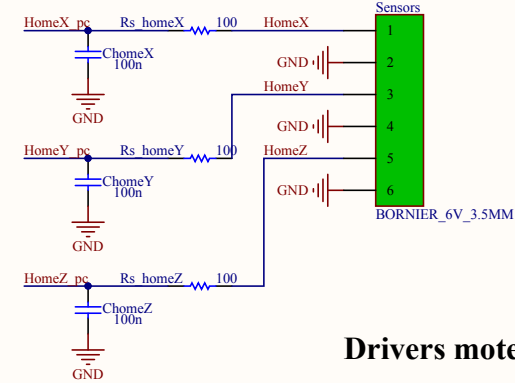 Sensors
HomeX_pc Rs_homeX 100 HomeX 1
ChomeX
100n
GND 2
GND
HomeY 3
GND 4
HomeY_pc Rs_homeY 100 HomeZ 5
ChomeY
100n
GND 6
BORNIER_6V_3.5MM
GND
HomeZ_pc Rs_homeZ 100
ChomeZ
100n
Drivers mote
GND